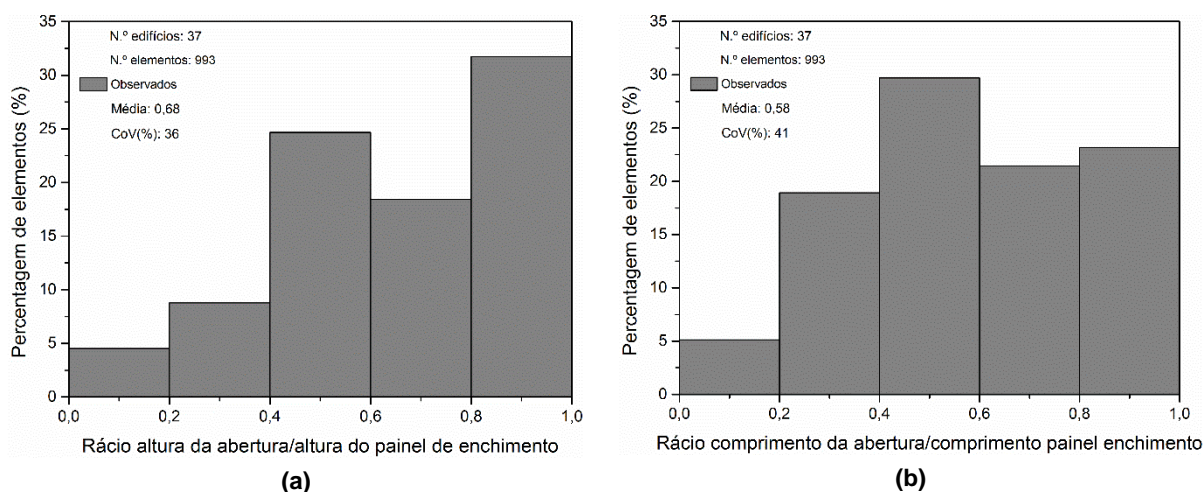 35
30
25
20
15
10
5
0
Percentagem de elementos (%)
N.º edifícios: 37
N.º elementos: 993
Observados
Média: 0,68
CoV(%): 36
0,0 0,2 0,4 0,6 0,8 1,0
Rácio altura da abertura/altura do painel de enchimento
(a)
35
30
25
20
15
10
5
0
Percentagem de elementos (%)
N.º edifícios: 37
N.º elementos: 993
Observados
Média: 0,58
CoV(%): 41
0,0 0,2 0,4 0,6 0,8 1,0
Rácio comprimento da abertura/comprimento painel enchimento
(b)